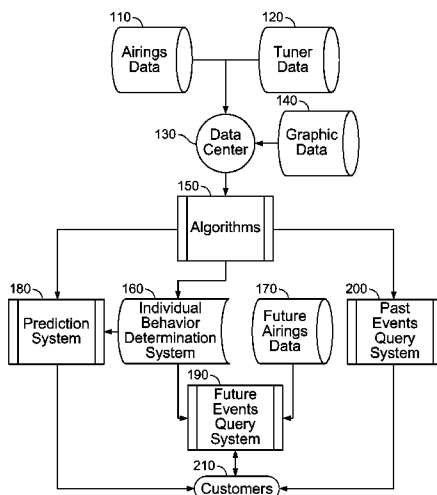 110
Airings
Data
120
Tuner
Data
130
Data
Center
140
Graphic
Data
150
Algorithms
180
Prediction
System
160
Individual
Behavior
Determination
System
170
Future
Airings
Data
200
Past
Events
Query
System
190
Future
Events
Query
System
210
Customers